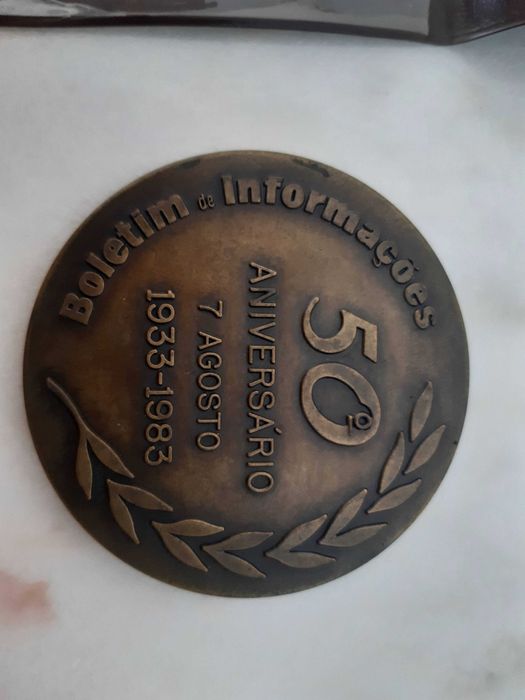 Boletim de Informações
50º
ANIVERSÁRIO
7 AGOSTO
1933-1983